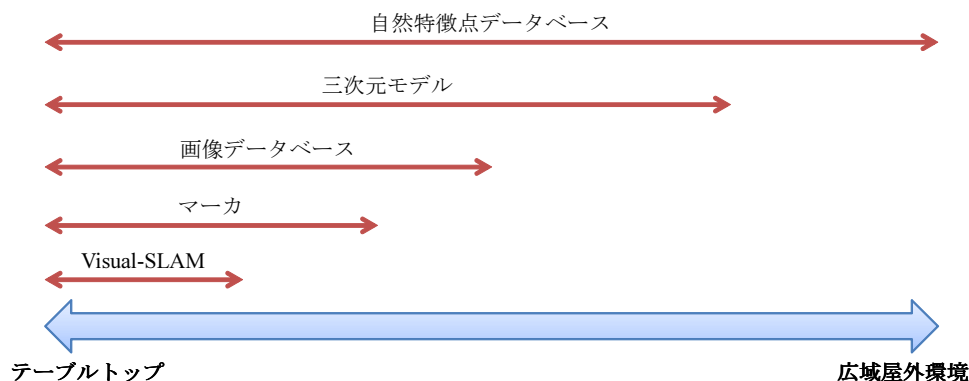 自然特徴点データベース
三次元モデル
画像データベース
マーカ
Visual-SLAM
テーブルトップ
広域屋外環境